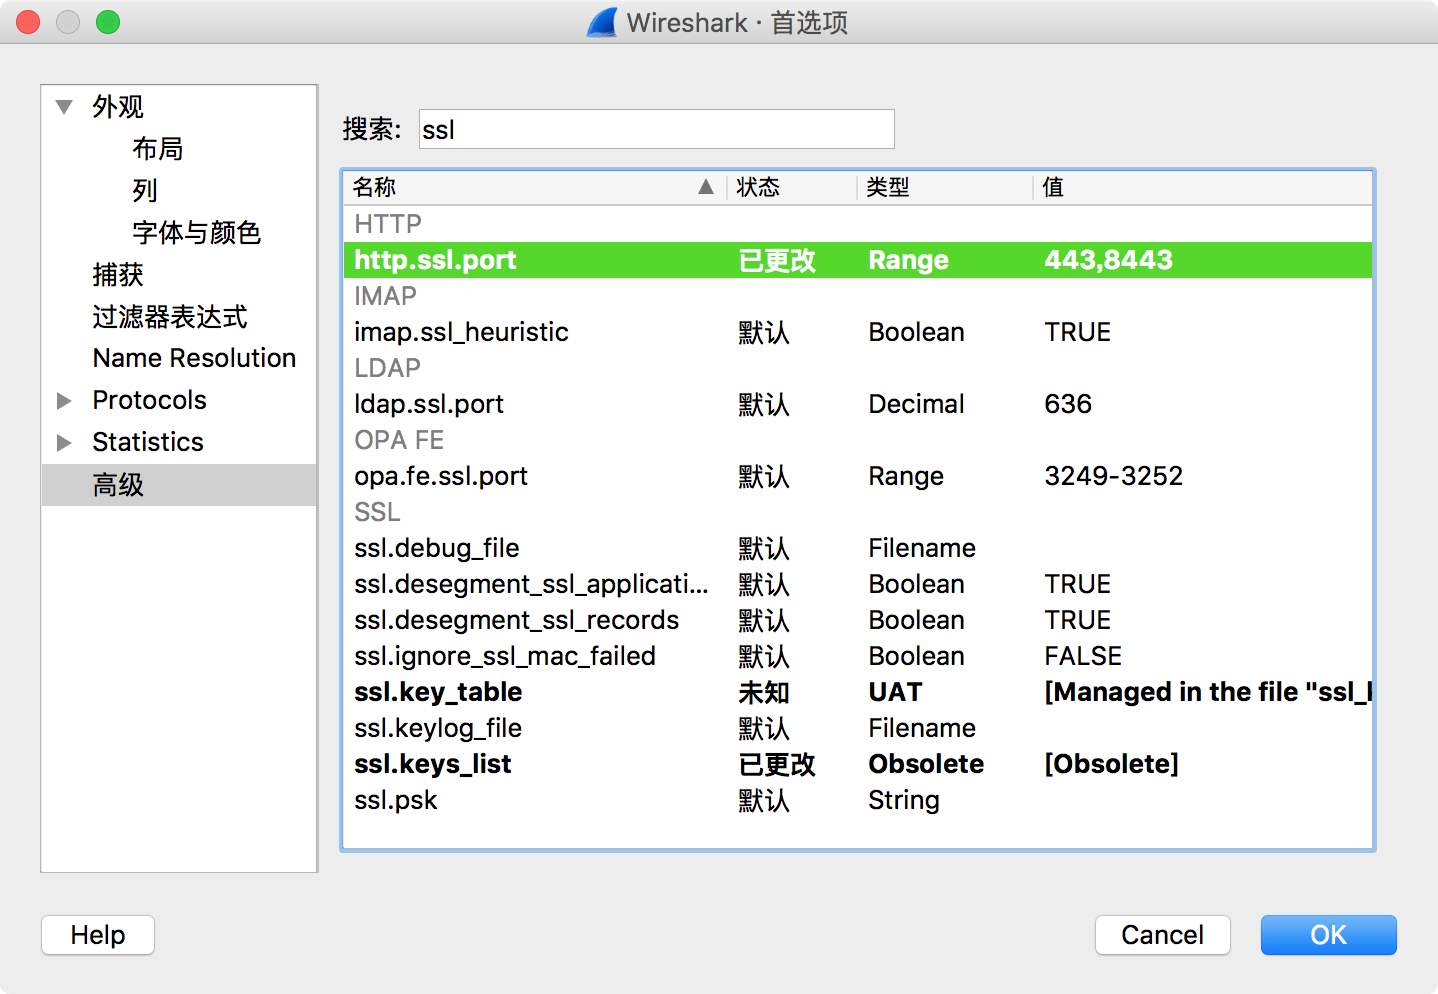 Wireshark · 首选项
外观
布局
列
字体与颜色
捕获
过滤器表达式
Name Resolution
Protocols
Statistics
高级
搜索: ssl
名称 状态 类型 值
HTTP
http.ssl.port 已更改 Range 443,8443
IMAP
imap.ssl_heuristic 默认 Boolean TRUE
LDAP
ldap.ssl.port 默认 Decimal 636
OPA FE
opa.fe.ssl.port 默认 Range 3249-3252
SSL
ssl.debug_file 默认 Filename
ssl.desegment_ssl_applicati... 默认 Boolean TRUE
ssl.desegment_ssl_records 默认 Boolean TRUE
ssl.ignore_ssl_mac_failed 默认 Boolean FALSE
ssl.key_table 未知 UAT [Managed in the file "ssl_
ssl.keylog_file 默认 Filename
ssl.keys_list 已更改 Obsolete [Obsolete]
ssl.psk 默认 String
Help Cancel OK